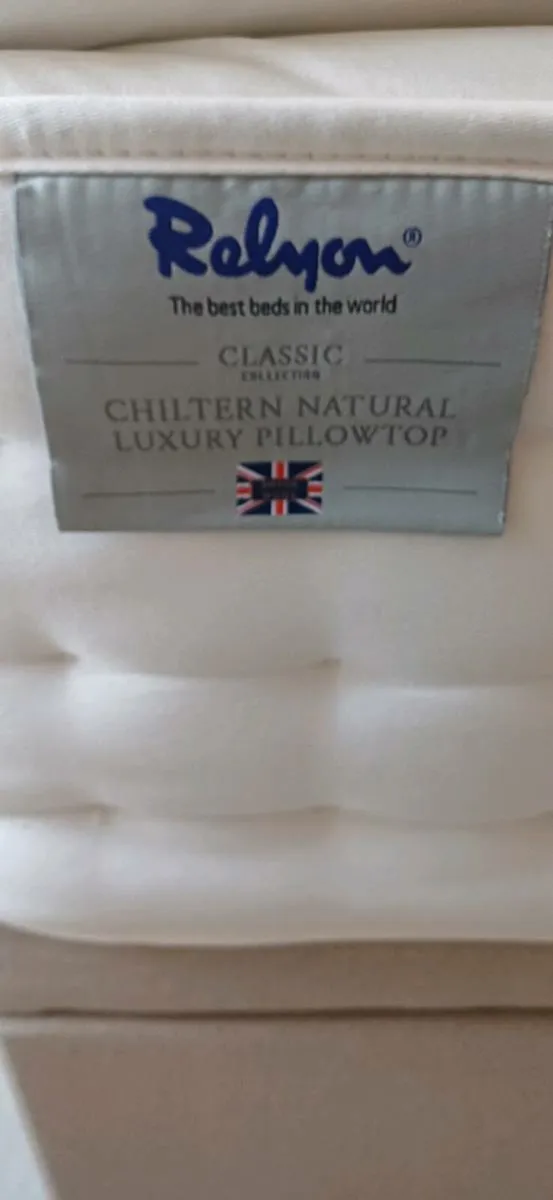 Relyon®
The best beds in the world
CLASSIC
COLLECTION
CHILTERN NATURAL
LUXURY PILLOWTOP